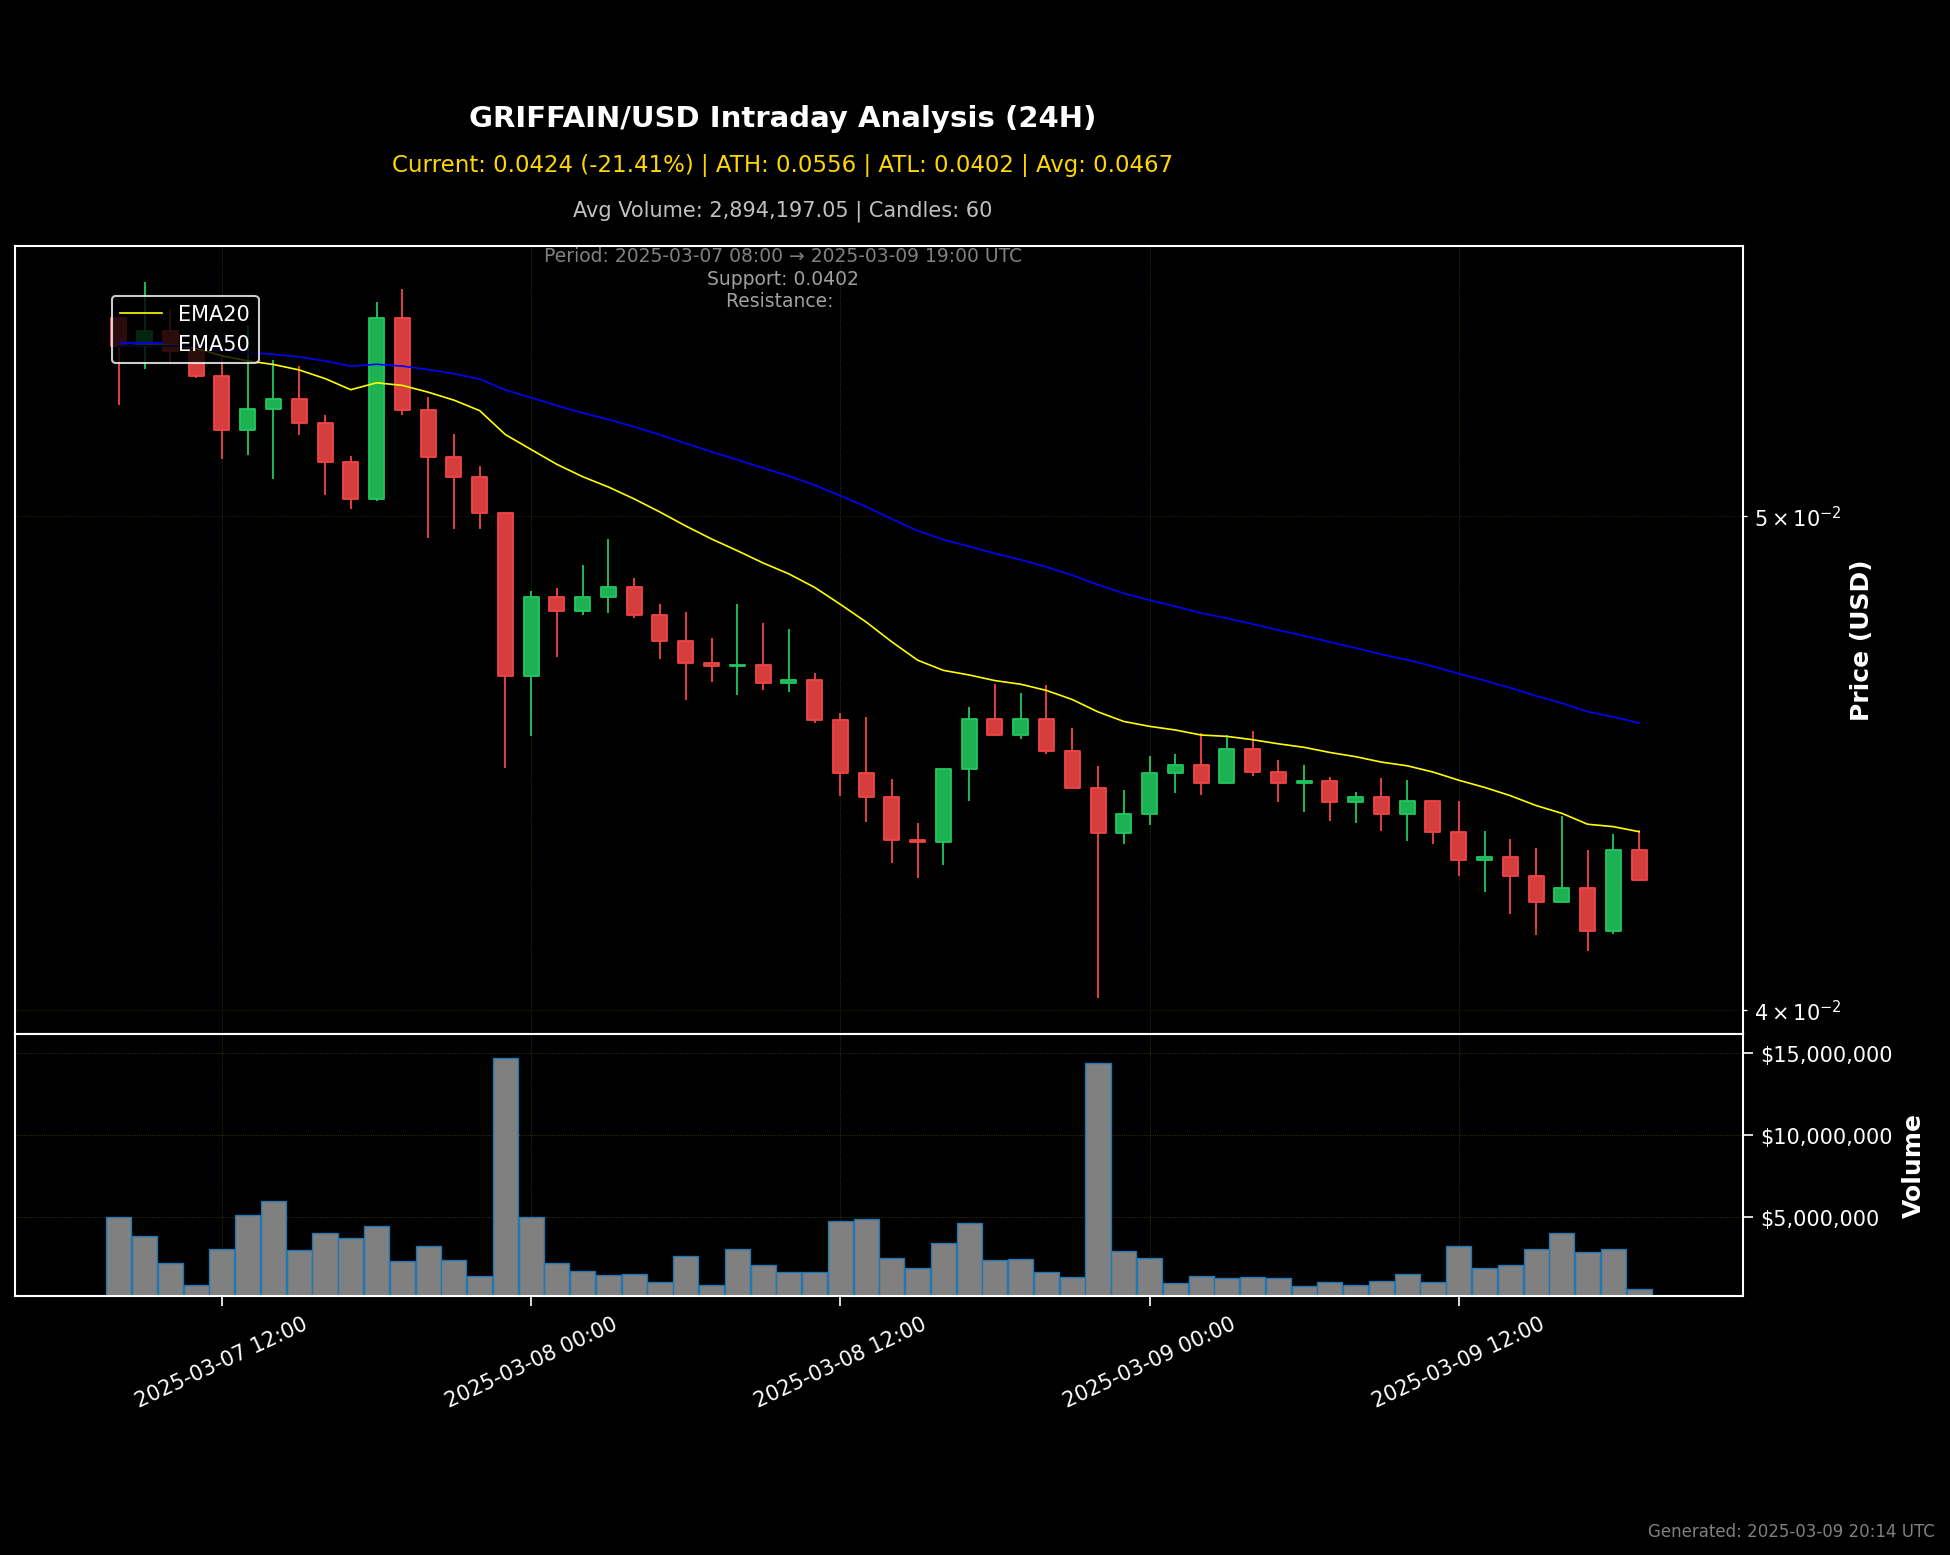 GRIFFAIN/USD Intraday Analysis (24H)
Current: 0.0424 (-21.41%) | ATH: 0.0556 | ATL: 0.0402 | Avg: 0.0467
Avg Volume: 2,894,197.05 | Candles: 60
Period: 2025-03-07 08:00 → 2025-03-09 19:00 UTC
Support: 0.0402
Resistance:
EMA20
EMA50
5 × 10⁻²
4 × 10⁻²
Price (USD)
$15,000,000
$10,000,000
$5,000,000
Volume
2025-03-07 12:00
2025-03-08 00:00
2025-03-08 12:00
2025-03-09 00:00
2025-03-09 12:00
Generated: 2025-03-09 20:14 UTC